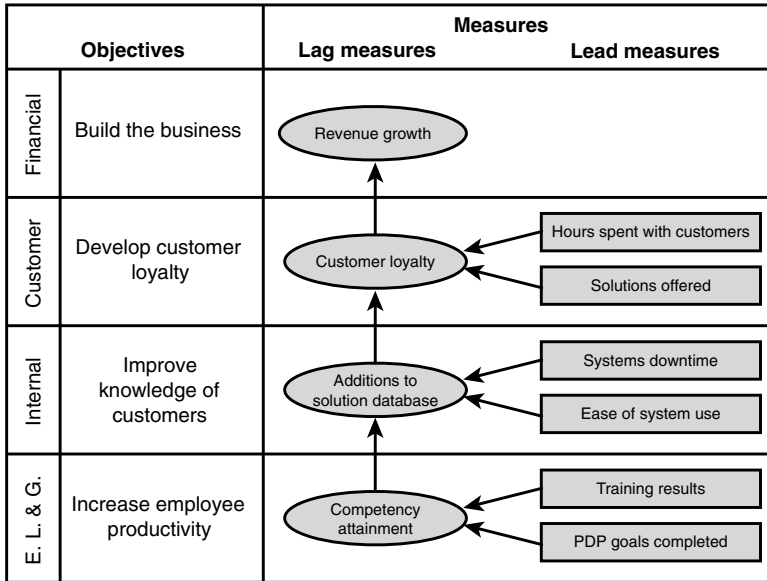 Measures
Objectives
Lag measures
Lead measures
Financial
Build the business
Revenue growth
Customer
Develop customer
loyalty
Customer loyalty
Hours spent with customers
Solutions offered
Internal
Improve
knowledge of
customers
Additions to
solution database
Systems downtime
Ease of system use
E. L. & G.
Increase employee
productivity
Competency
attainment
Training results
PDP goals completed